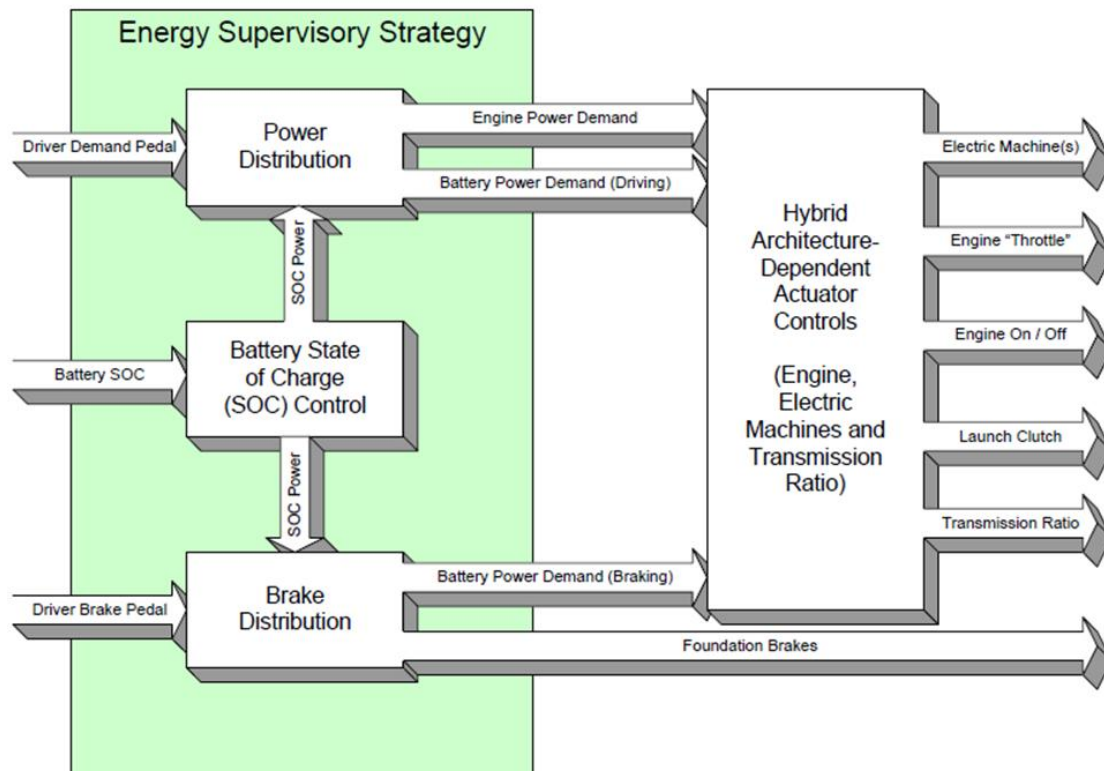 Energy Supervisory Strategy
Driver Demand Pedal
Power
Distribution
Engine Power Demand
Battery Power Demand (Driving)
SOC Power
Battery SOC
Battery State
of Charge
(SOC) Control
SOC Power
Driver Brake Pedal
Brake
Distribution
Battery Power Demand (Braking)
Foundation Brakes
Hybrid
Architecture-
Dependent
Actuator
Controls
(Engine,
Electric
Machines and
Transmission
Ratio)
Electric Machine(s)
Engine “Throttle”
Engine On / Off
Launch Clutch
Transmission Ratio